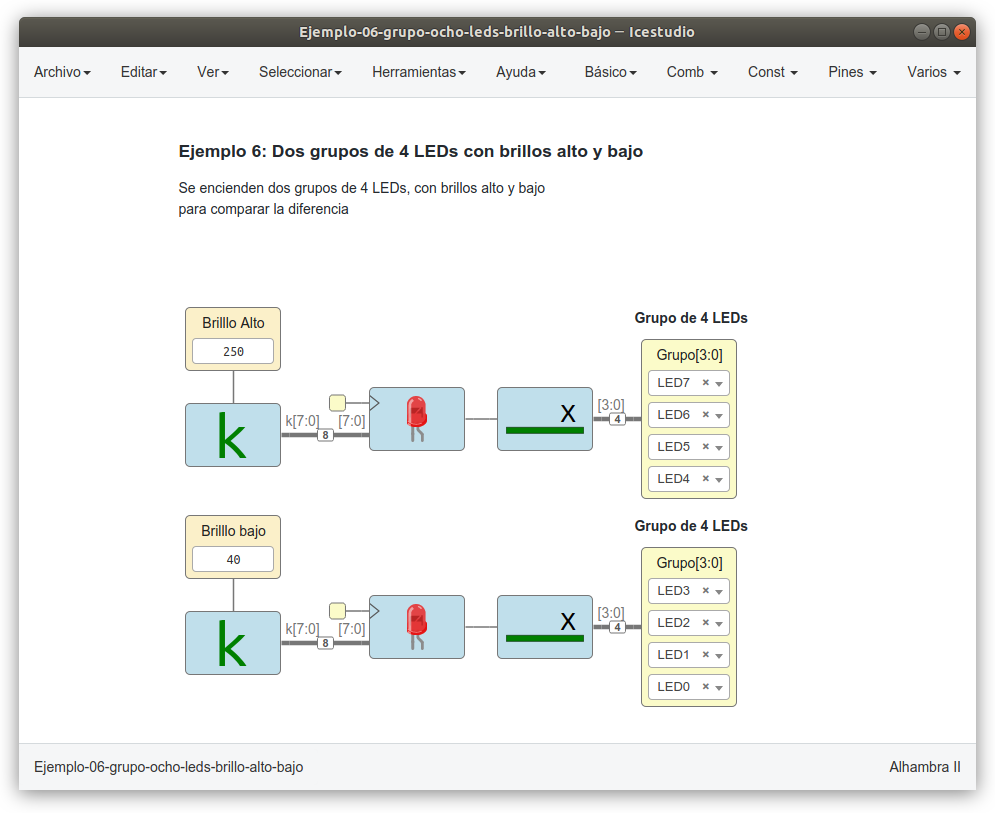 Ejemplo-06-grupo-ocho-leds-brillo-alto-bajo — Icestudio
Archivo Editar Ver Seleccionar Herramientas Ayuda Básico Comb Const Pines Varios
Ejemplo 6: Dos grupos de 4 LEDs con brillos alto y bajo
Se encienden dos grupos de 4 LEDs, con brillos alto y bajo
para comparar la diferencia
Grupo de 4 LEDs
Brilllo Alto
250
Grupo[3:0]
LED7
LED6
LED5
LED4
k
k[7:0]
8
[7:0]
x
[3:0]
4
Grupo de 4 LEDs
Brilllo bajo
40
Grupo[3:0]
LED3
LED2
LED1
LED0
k
k[7:0]
8
[7:0]
x
[3:0]
4
Ejemplo-06-grupo-ocho-leds-brillo-alto-bajo
Alhambra II